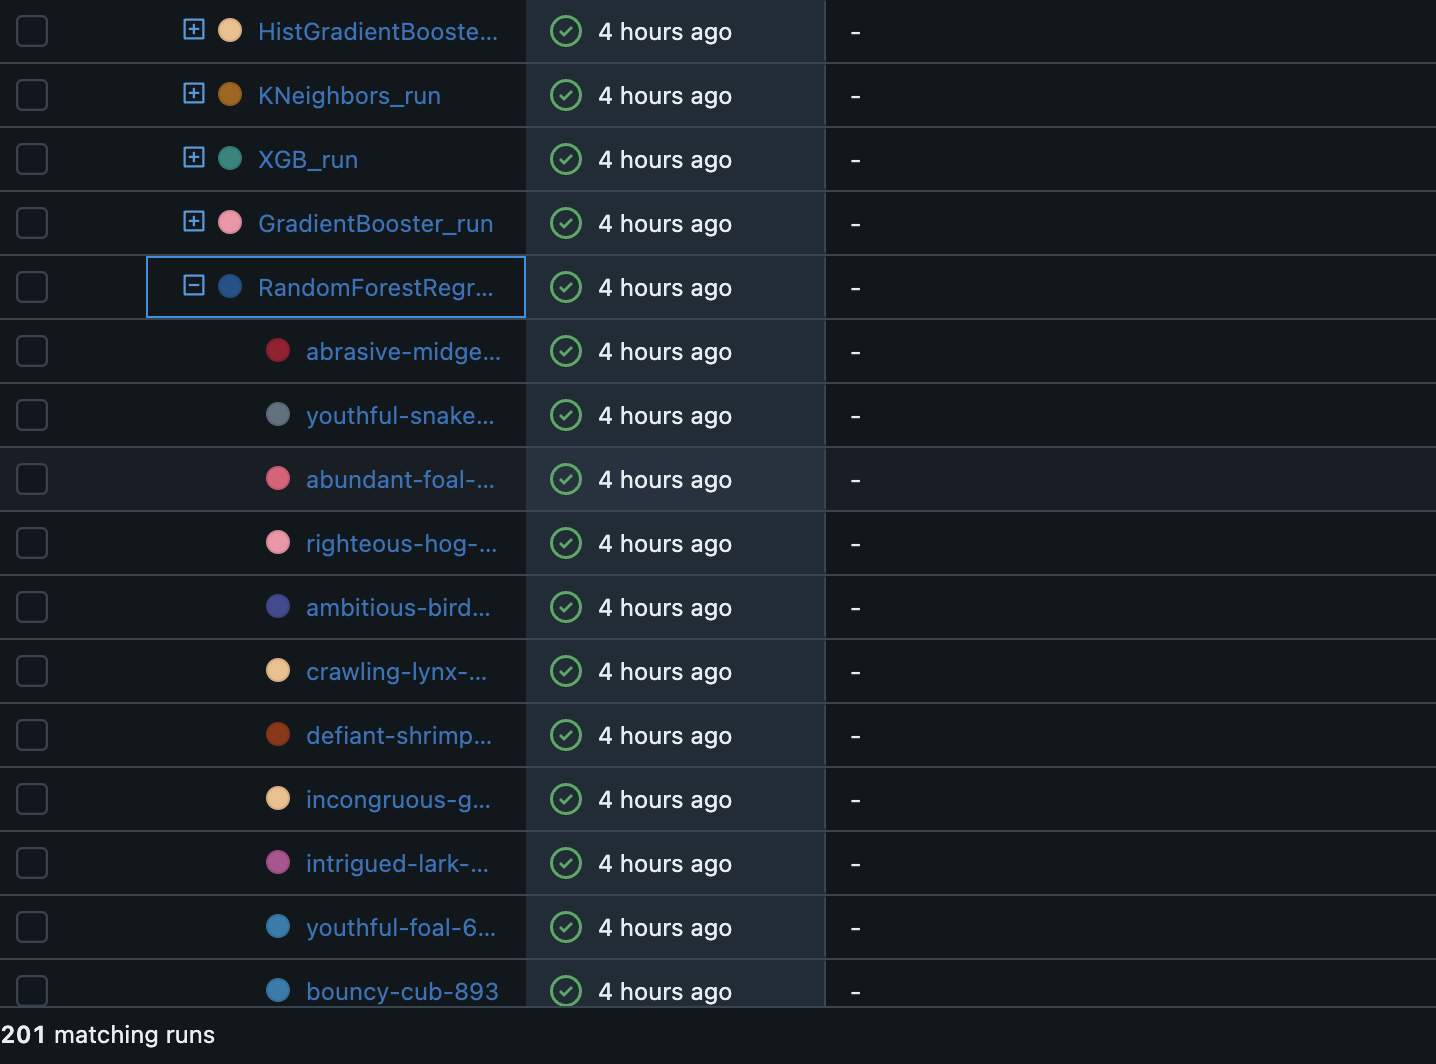 HistGradientBooste... 4 hours ago -
KNeighbors_run 4 hours ago -
XGB_run 4 hours ago -
GradientBooster_run 4 hours ago -
RandomForestRegr... 4 hours ago -
abrasive-midge... 4 hours ago -
youthful-snake... 4 hours ago -
abundant-foal-... 4 hours ago -
righteous-hog-... 4 hours ago -
ambitious-bird... 4 hours ago -
crawling-lynx-... 4 hours ago -
defiant-shrimp... 4 hours ago -
incongruous-g... 4 hours ago -
intrigued-lark-... 4 hours ago -
youthful-foal-6... 4 hours ago -
bouncy-cub-893 4 hours ago -
201 matching runs